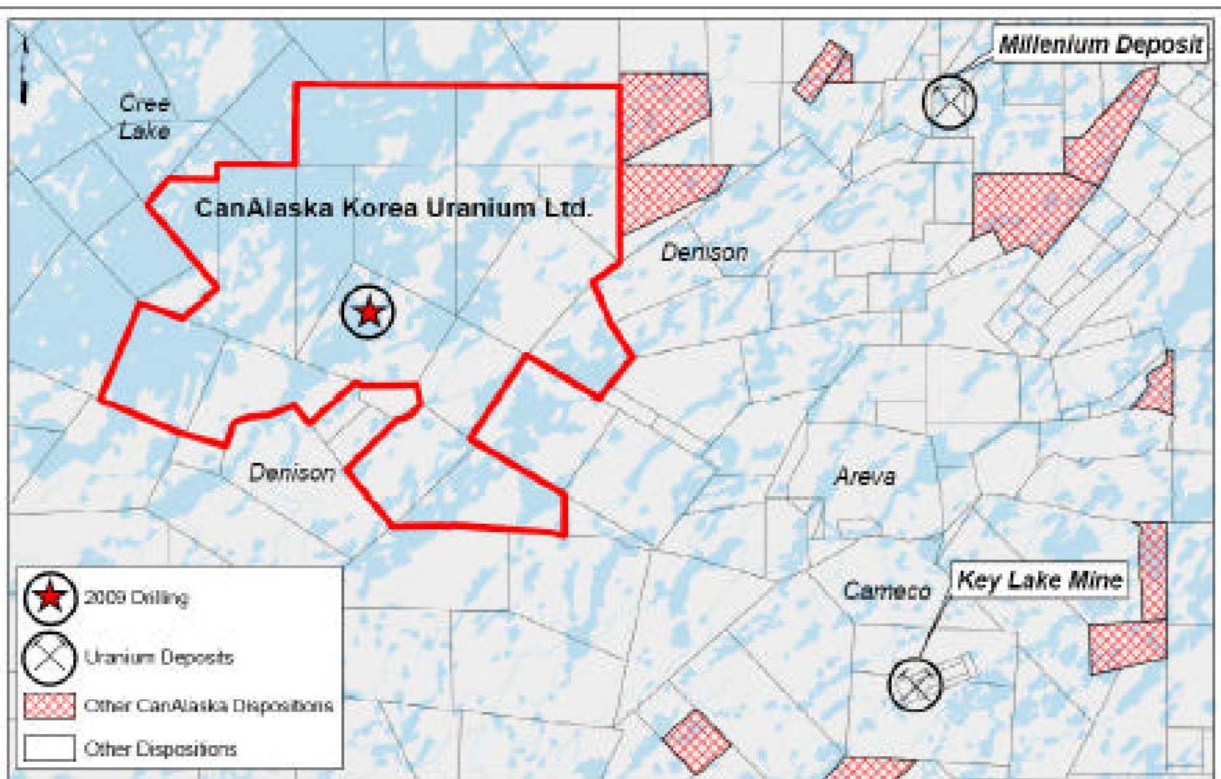 Millenium Deposit
Cree
Lake
CanAlaska Korea Uranium Ltd.
Denison
Denison
Areva
Cameco
Key Lake Mine
2009 Drilling
Uranium Deposits
Other CanAlaska Dispositions
Other Dispositions